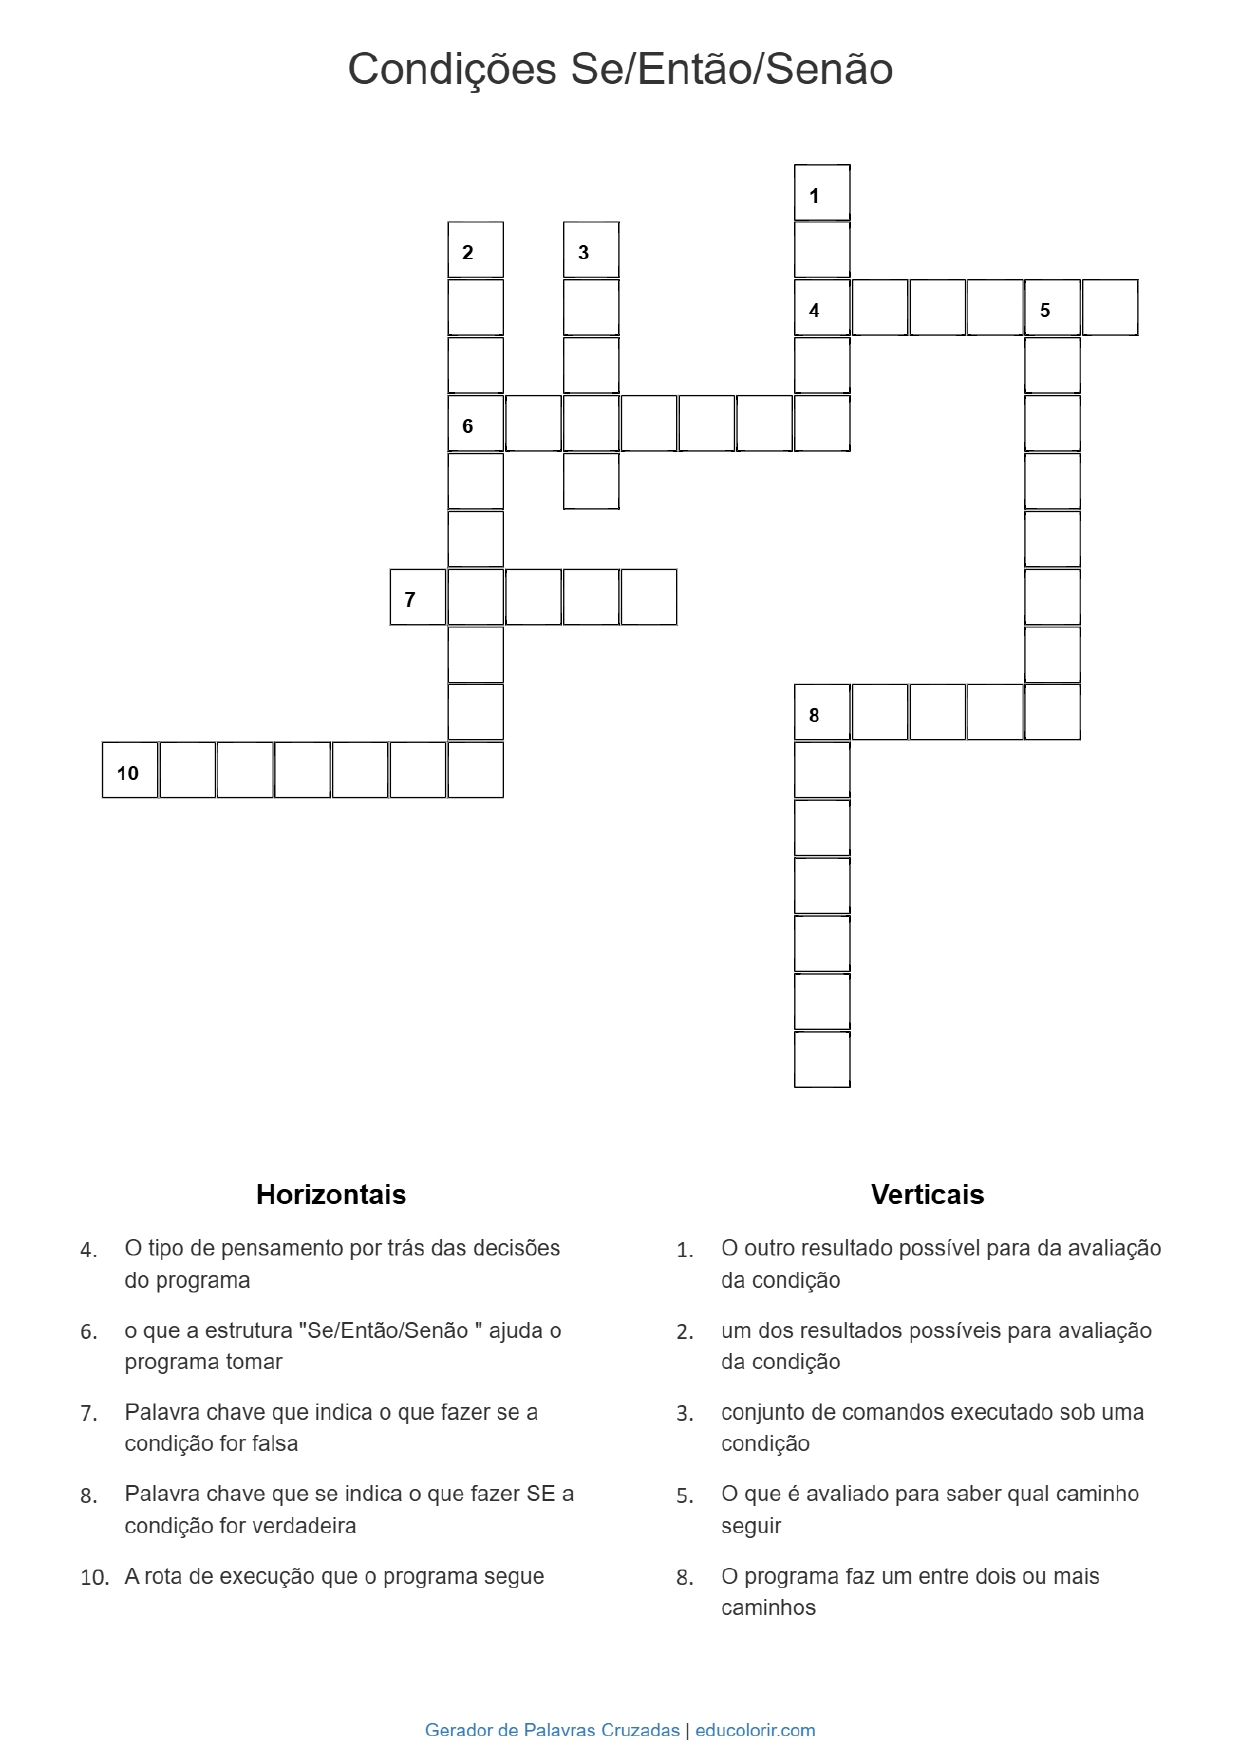 Condições Se/Então/Senão
1
2 3
4 5
6
7
8
10
Horizontais
4. O tipo de pensamento por trás das decisões
do programa
6. o que a estrutura "Se/Então/Senão " ajuda o
programa tomar
7. Palavra chave que indica o que fazer se a
condição for falsa
8. Palavra chave que se indica o que fazer SE a
condição for verdadeira
10. A rota de execução que o programa segue
Verticais
1. O outro resultado possível para da avaliação
da condição
2. um dos resultados possíveis para avaliação
da condição
3. conjunto de comandos executado sob uma
condição
5. O que é avaliado para saber qual caminho
seguir
8. O programa faz um entre dois ou mais
caminhos
Gerador de Palavras Cruzadas | educolorir.com